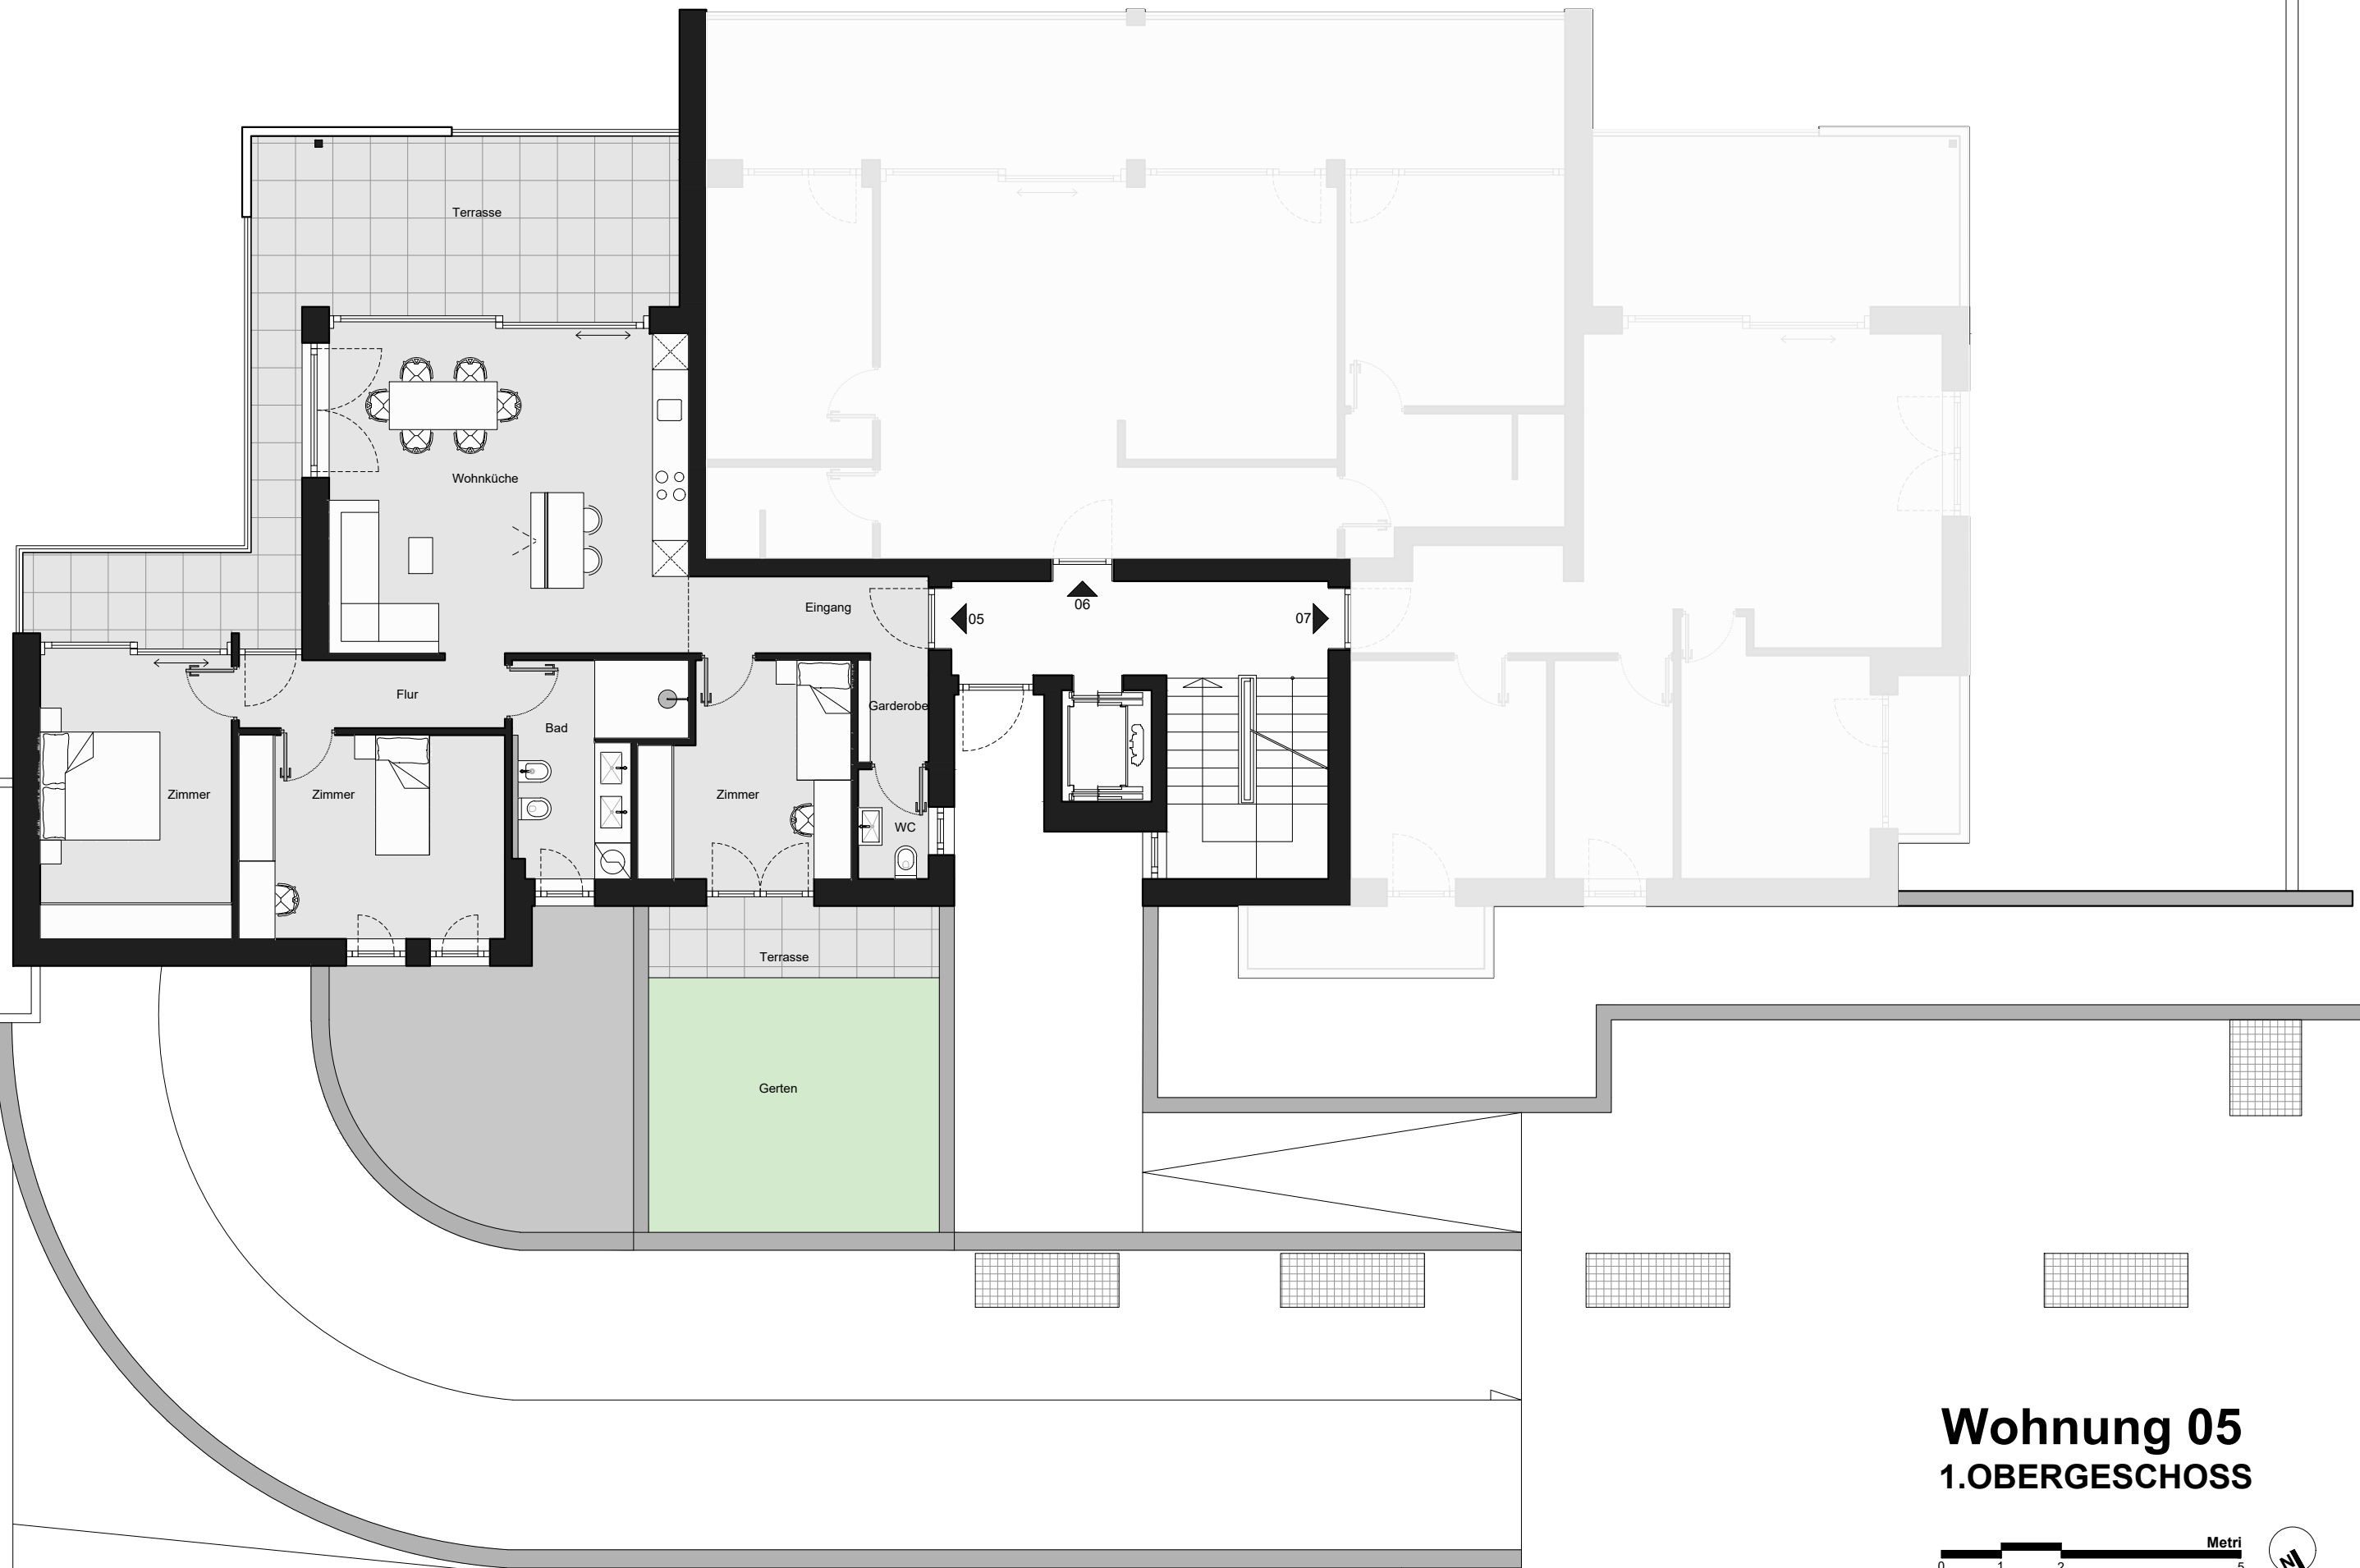 Terrasse
Wohnküche
Eingang
05
06
07
Flur
Bad
Garderobe
Zimmer
Zimmer
Zimmer
WC
Terrasse
Gerten
Wohnung 05
1.OBERGESCHOSS
Metri
0 1 2 5
N